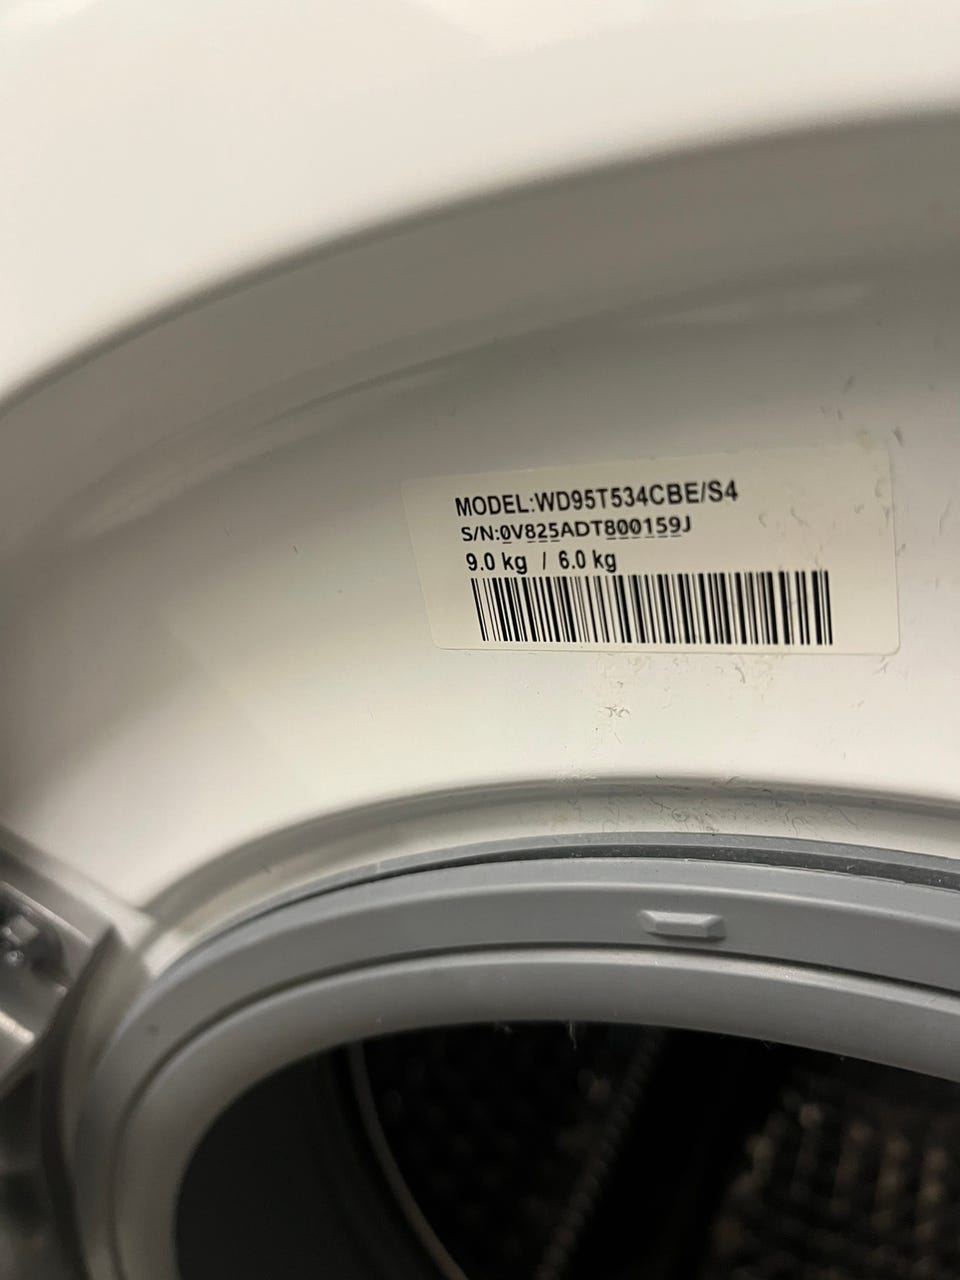 MODEL:WD95T534CBE/S4
S/N:0V825ADT800159J
9.0 kg / 6.0 kg